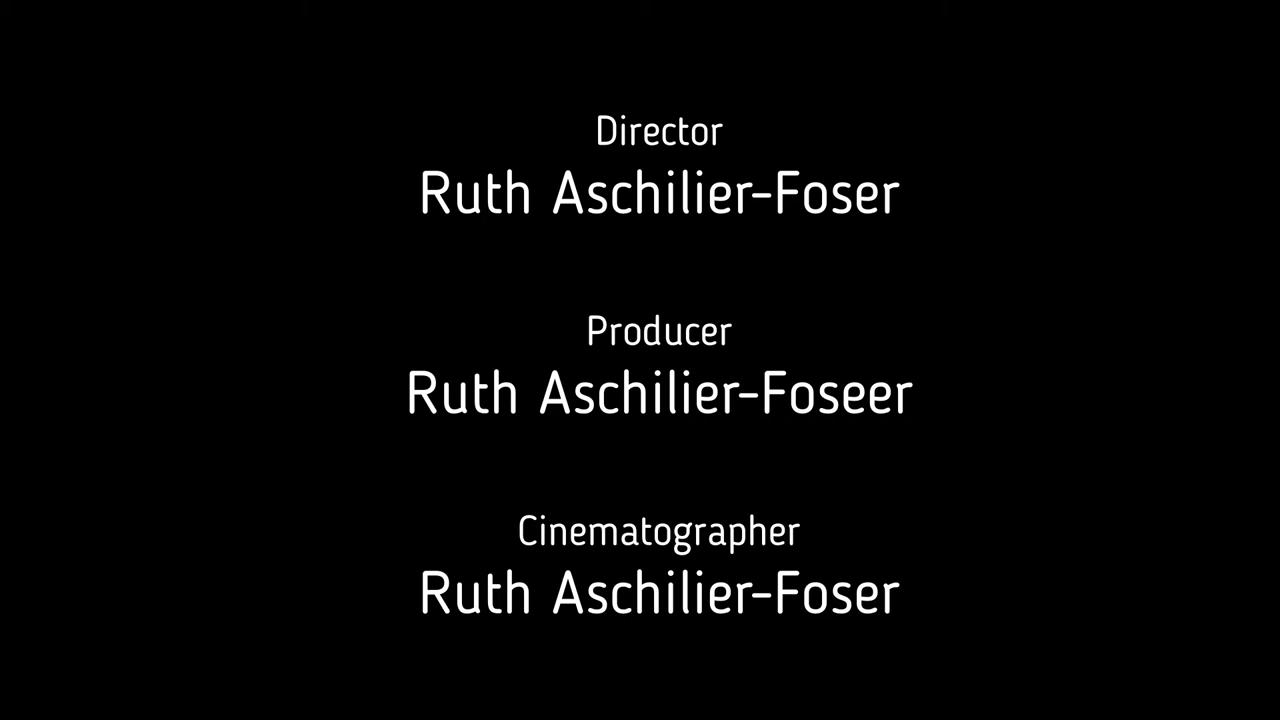 Director
Ruth Aschilier-Foser
Producer
Ruth Aschilier-Foseer
Cinematographer
Ruth Aschilier-Foser